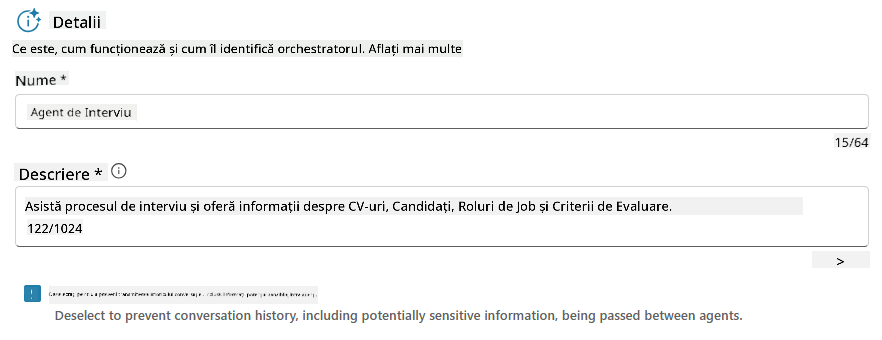 Detalii
Ce este, cum funcționează și cum îl identifică orchestratorul. Aflați mai multe
Nume *
Agent de Interviu
15/64
Descriere *
Asistă procesul de interviu și oferă informații despre CV-uri, Candidați, Roluri de Job și Criterii de Evaluare.
122/1024
>
Deselect to prevent conversation history, including potentially sensitive information, being passed between agents.